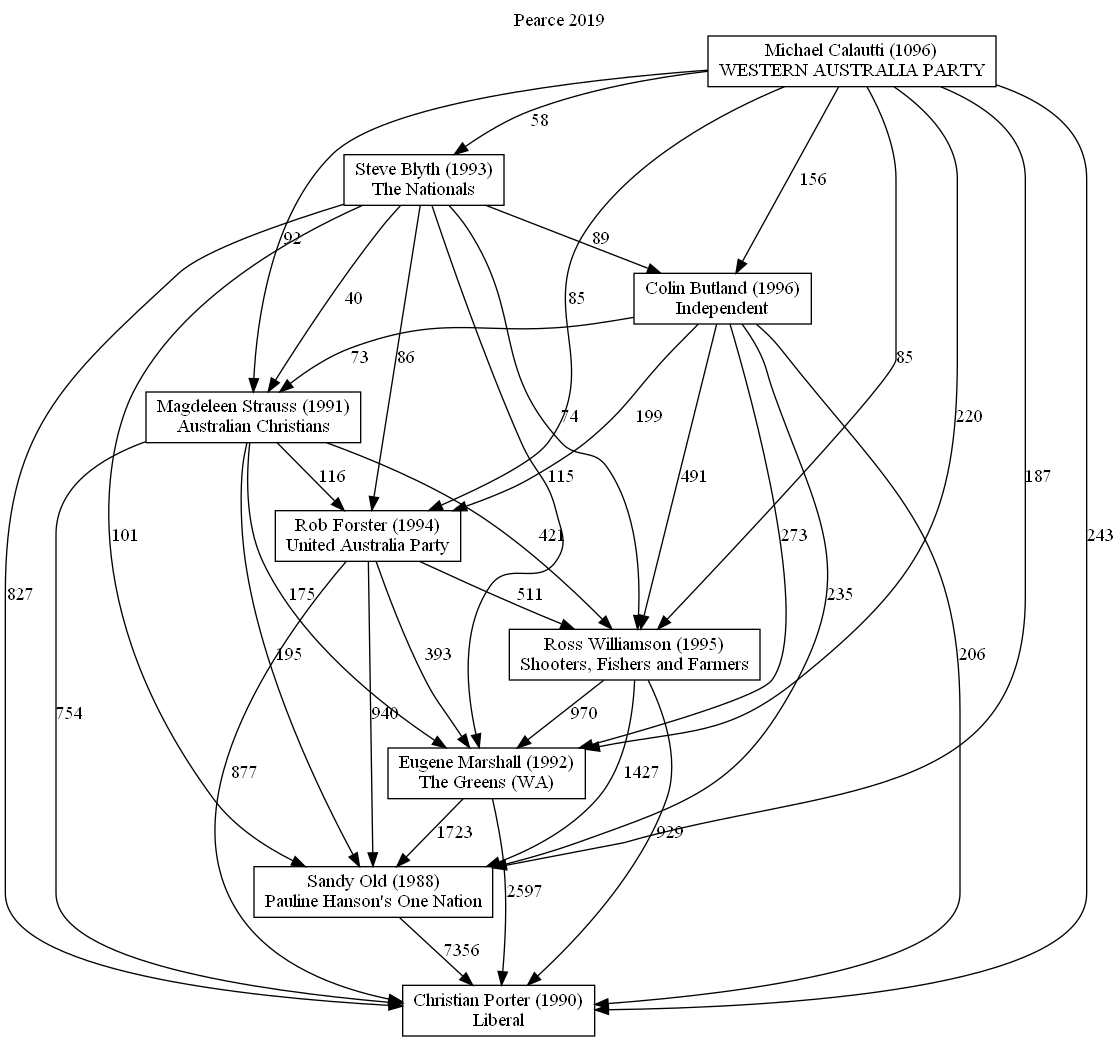 Pearce 2019
Michael Calautti (1096)
WESTERN AUSTRALIA PARTY
58
Steve Blyth (1993)
The Nationals
156
92
89
40
85
Colin Butland (1996)
Independent
73
86
85
Magdeleen Strauss (1991)
Australian Christians
74
199
220
116
115
491
187
Rob Forster (1994)
United Australia Party
101
421
273
243
827
175
511
235
Ross Williamson (1995)
Shooters, Fishers and Farmers
195
393
206
754
940
970
Eugene Marshall (1992)
The Greens (WA)
877
1427
1723
929
Sandy Old (1988)
Pauline Hanson's One Nation
2597
7356
Christian Porter (1990)
Liberal